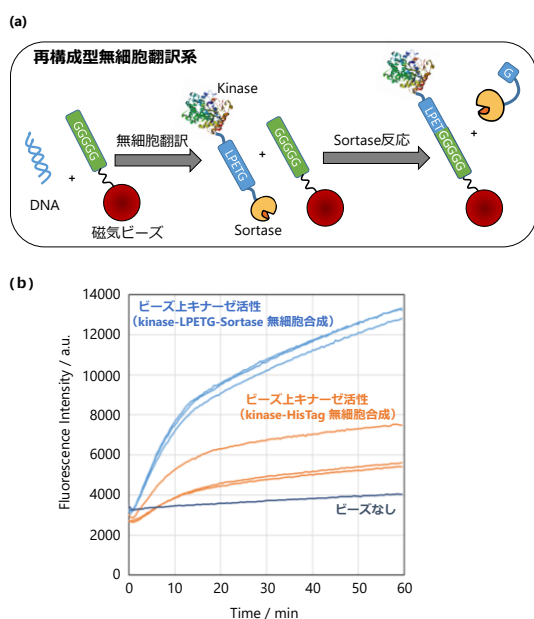 (a)
再構成型無細胞翻訳系
Kinase
G
GGGGG
無細胞翻訳
LPETG
GGGGG
Sortase反応
LPETGGGGG
+
+
+
DNA
磁気ビーズ
Sortase
(b)
14000
12000
10000
8000
6000
4000
2000
0
Fluorescence Intensity / a.u.
ビーズ上キナーゼ活性
(kinase-LPETG-Sortase 無細胞合成)
ビーズ上キナーゼ活性
(kinase-HisTag 無細胞合成)
ビーズなし
0 10 20 30 40 50 60
Time / min